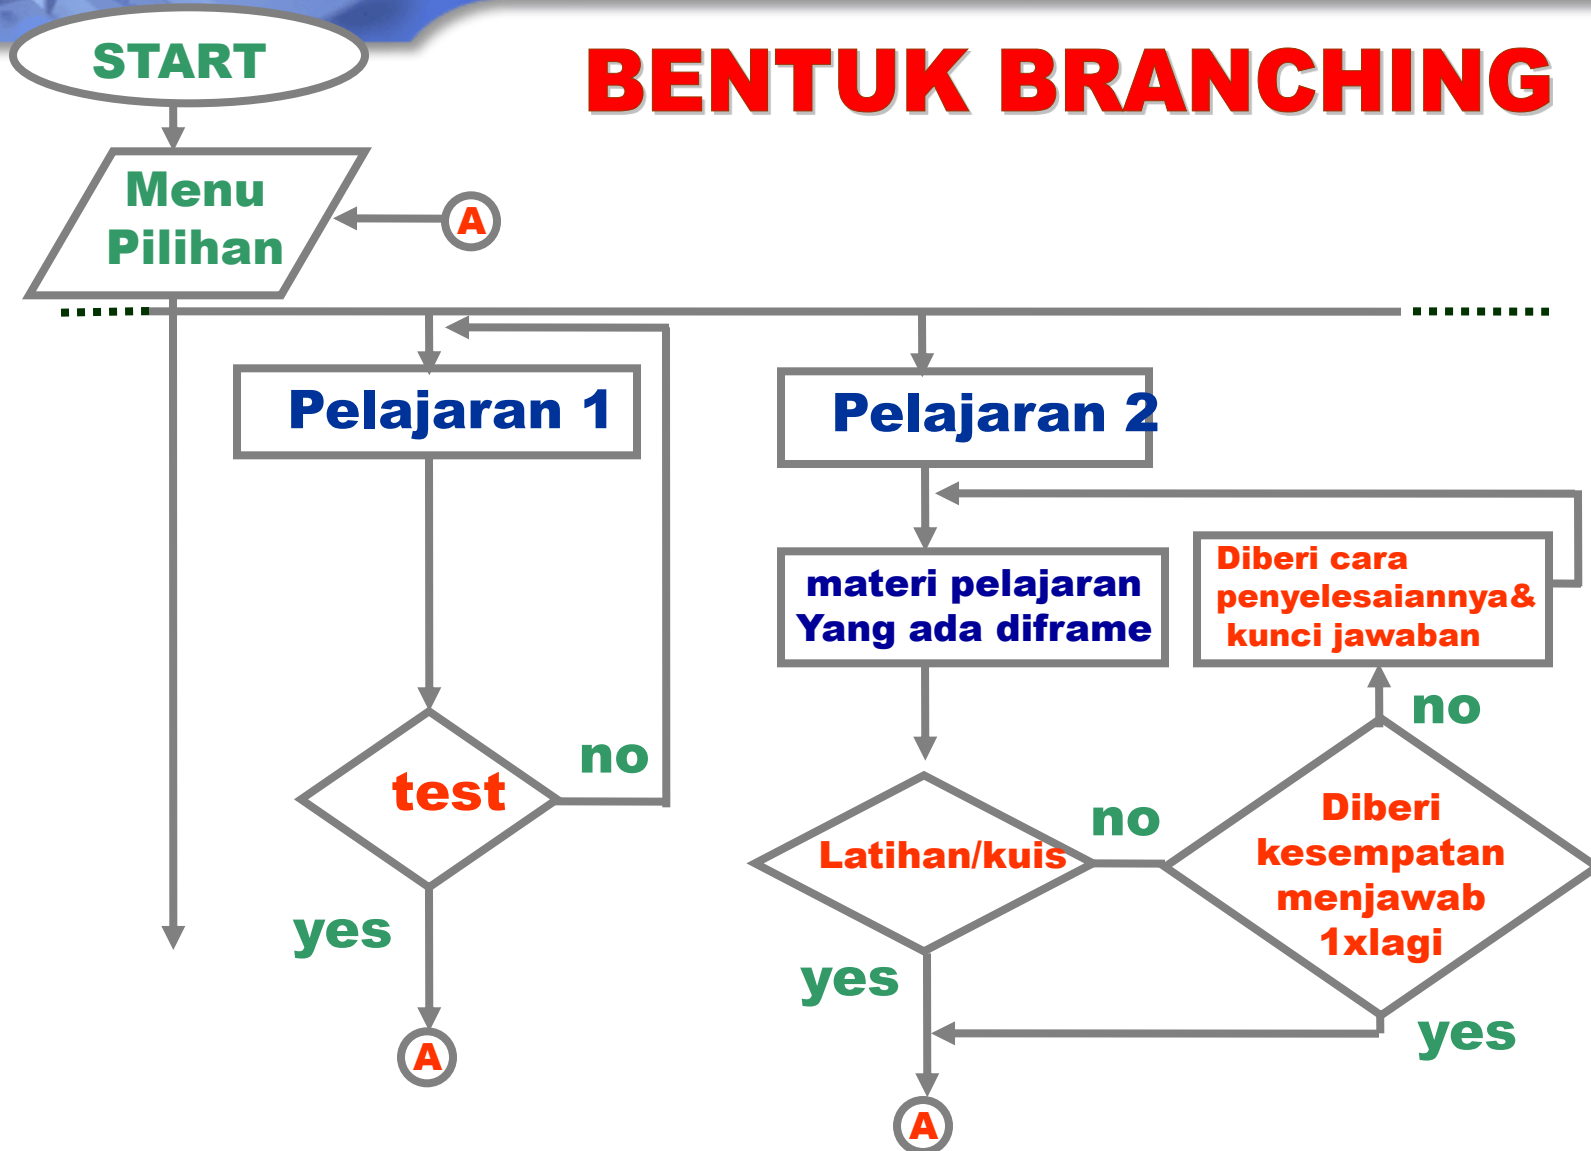 START
BENTUK BRANCHING
Menu
Pilihan
A
Pelajaran 1
Pelajaran 2
materi pelajaran
Yang ada diframe
Diberi cara
penyelesaiannya&
kunci jawaban
no
test
no
Latihan/kuis
no
Diberi
kesempatan
menjawab
1xlagi
yes
yes
yes
A
A